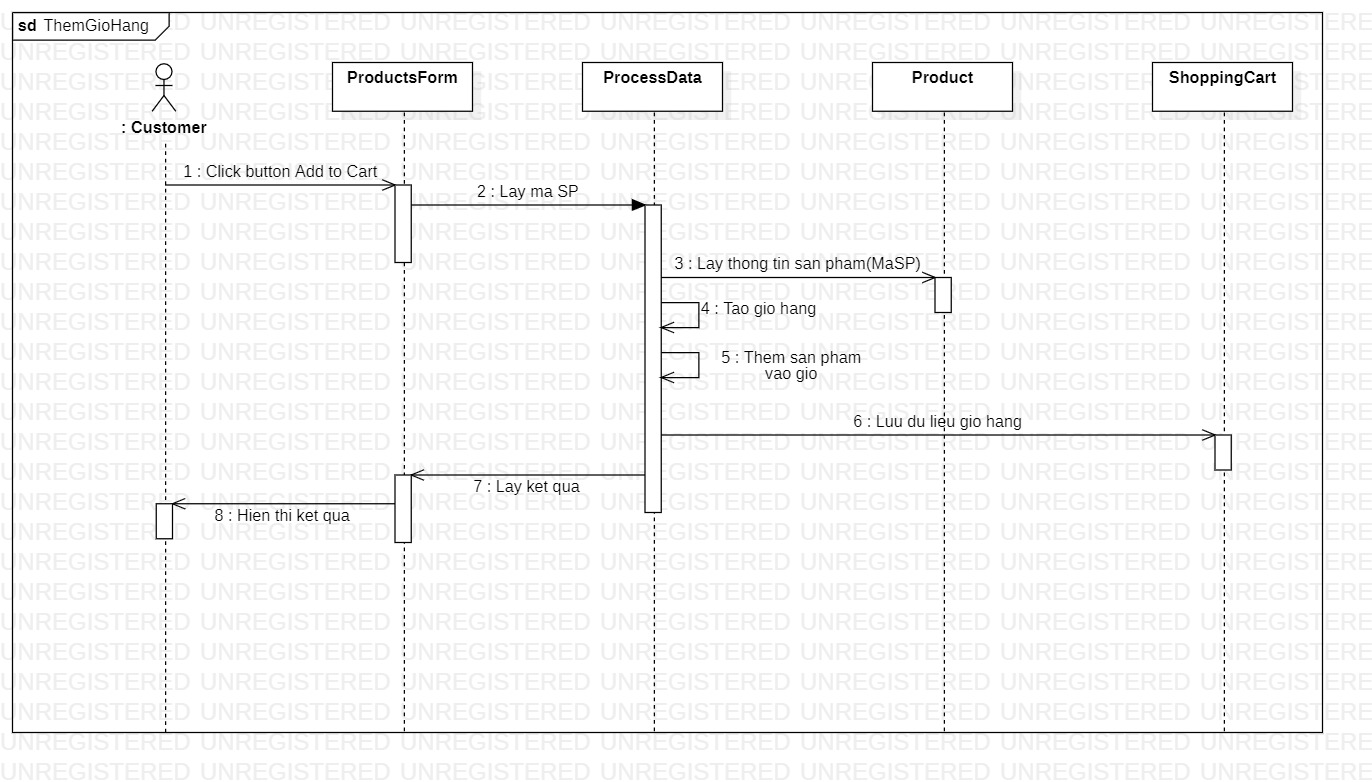 sd ThemGioHang
ProductsForm
ProcessData
Product
ShoppingCart
: Customer
1 : Click button Add to Cart
2 : Lay ma SP
3 : Lay thong tin san pham(MaSP)
4 : Tao gio hang
5 : Them san pham
vao gio
6 : Luu du lieu gio hang
7 : Lay ket qua
8 : Hien thi ket qua
UNREGISTERED